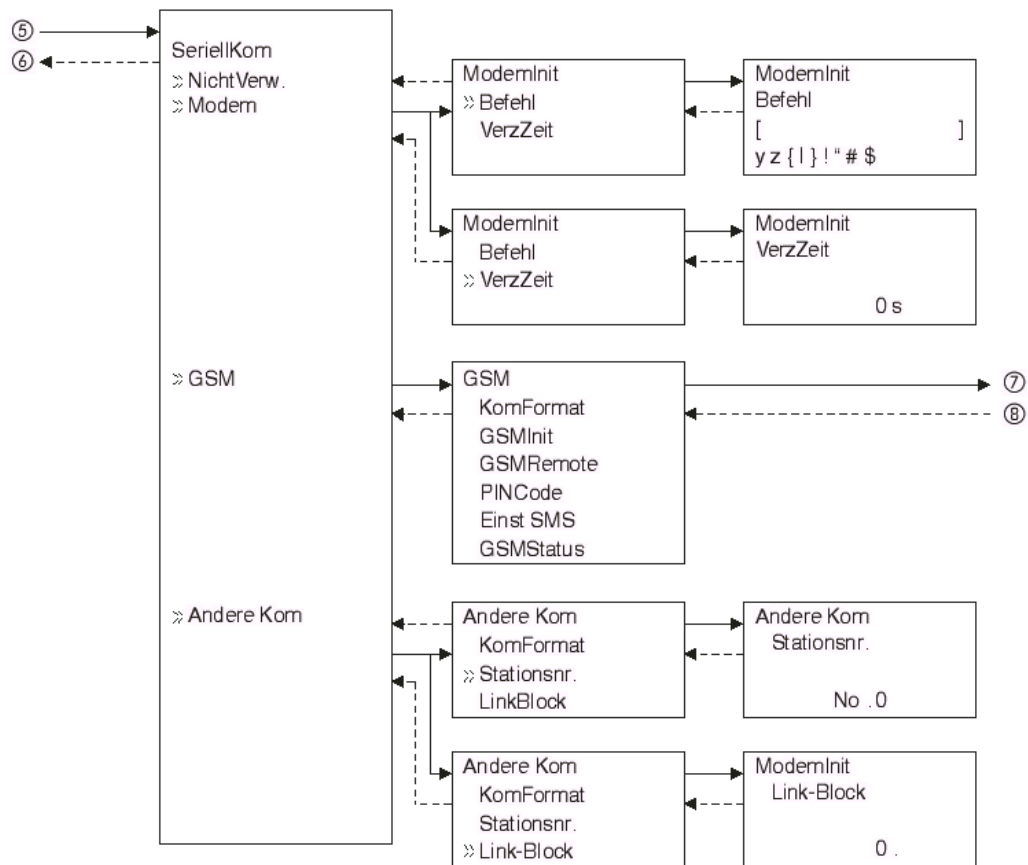 ⑤
⑥
SeriellKom
» NichtVerw.
» Modem
» GSM
» Andere Kom
ModemInit
» Befehl
VerzZeit
ModemInit
Befehl
[ ]
y z { | } ! “ # $
ModemInit
Befehl
» VerzZeit
ModemInit
VerzZeit
0 s
GSM
KomFormat
GSMInit
GSMRemote
PINCode
Einst SMS
GSMStatus
⑦
⑧
Andere Kom
KomFormat
» Stationsnr.
LinkBlock
Andere Kom
Stationsnr.
No .0
Andere Kom
KomFormat
Stationsnr.
» Link-Block
ModemInit
Link-Block
0 .